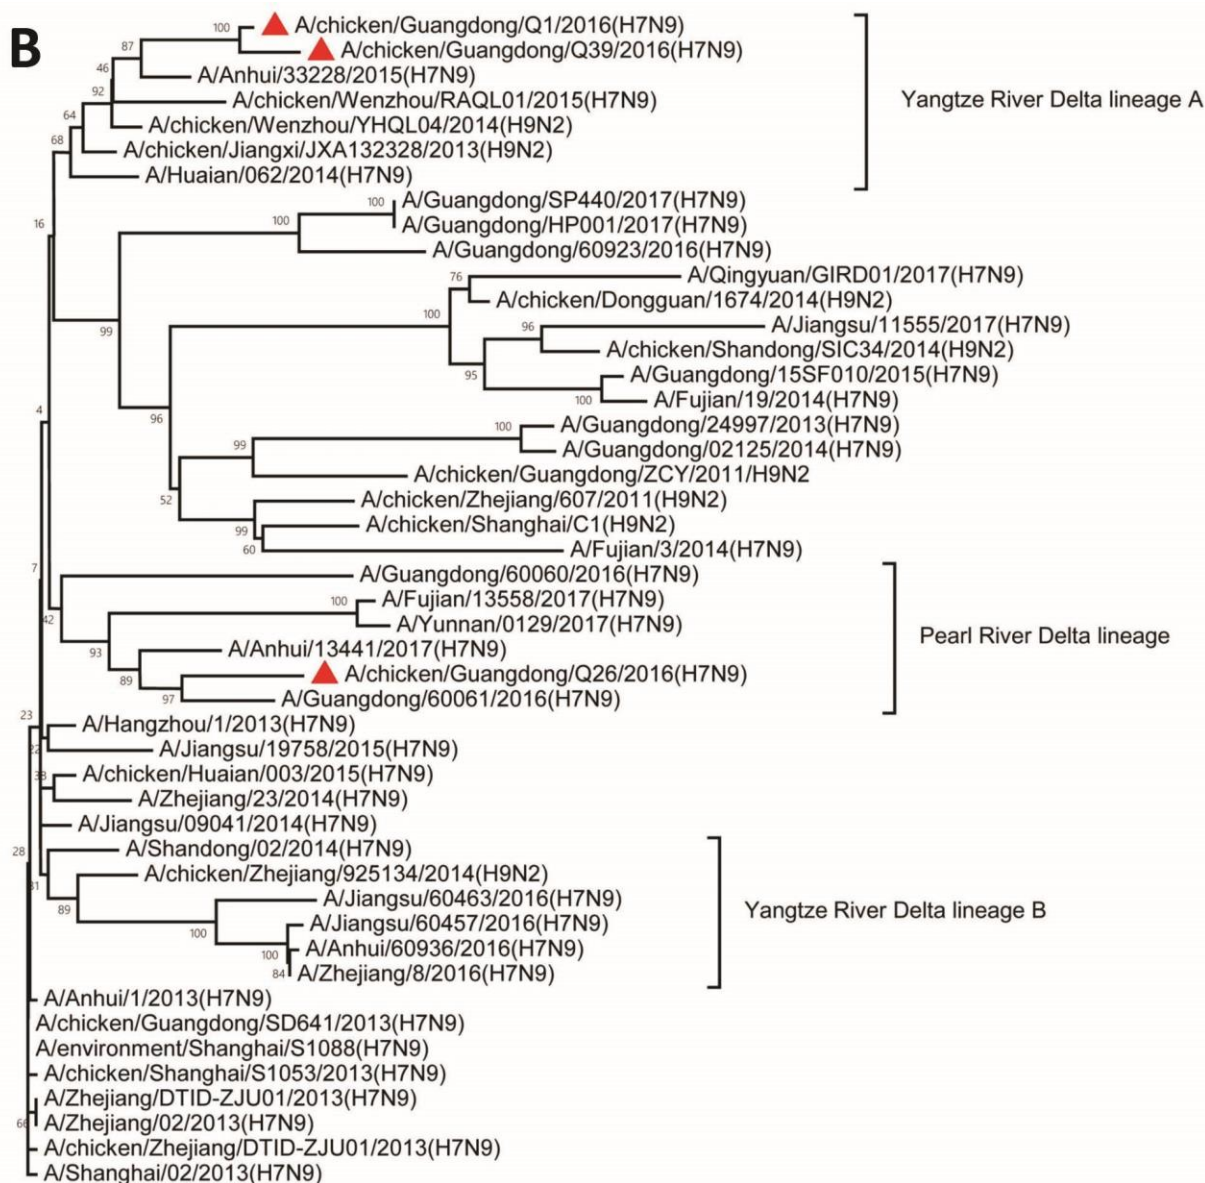 B
100 A/chicken/Guangdong/Q1/2016(H7N9)
87 A/chicken/Guangdong/Q39/2016(H7N9)
46 A/Anhui/33228/2015(H7N9)
92 A/chicken/Wenzhou/RAQL01/2015(H7N9)
Yangtze River Delta lineage A
64 A/chicken/Wenzhou/YHQL04/2014(H9N2)
68 A/chicken/Jiangxi/JXA132328/2013(H9N2)
A/Huaian/062/2014(H7N9)
100 A/Guangdong/SP440/2017(H7N9)
16 100 A/Guangdong/HP001/2017(H7N9)
A/Guangdong/60923/2016(H7N9)
76 A/Qingyuan/GIRD01/2017(H7N9)
100 A/chicken/Dongguan/1674/2014(H9N2)
99 96 A/Jiangsu/11555/2017(H7N9)
A/chicken/Shandong/SIC34/2014(H9N2)
95 A/Guangdong/15SF010/2015(H7N9)
100 A/Fujian/19/2014(H7N9)
4 96 100 A/Guangdong/24997/2013(H7N9)
99 A/Guangdong/02125/2014(H7N9)
A/chicken/Guangdong/ZCY/2011/H9N2
52 A/chicken/Zhejiang/607/2011(H9N2)
99 A/chicken/Shanghai/C1(H9N2)
60 A/Fujian/3/2014(H7N9)
7 A/Guangdong/60060/2016(H7N9)
100 A/Fujian/13558/2017(H7N9)
42 A/Yunnan/0129/2017(H7N9)
Pearl River Delta lineage
93 A/Anhui/13441/2017(H7N9)
89 A/chicken/Guangdong/Q26/2016(H7N9)
97 A/Guangdong/60061/2016(H7N9)
23 A/Hangzhou/1/2013(H7N9)
22 A/Jiangsu/19758/2015(H7N9)
A/chicken/Huaian/003/2015(H7N9)
A/Zhejiang/23/2014(H7N9)
A/Jiangsu/09041/2014(H7N9)
28 A/Shandong/02/2014(H7N9)
A/chicken/Zhejiang/925134/2014(H9N2)
A/Jiangsu/60463/2016(H7N9)
89 Yangtze River Delta lineage B
100 A/Jiangsu/60457/2016(H7N9)
100 A/Anhui/60936/2016(H7N9)
84 A/Zhejiang/8/2016(H7N9)
A/Anhui/1/2013(H7N9)
A/chicken/Guangdong/SD641/2013(H7N9)
A/environment/Shanghai/S1088(H7N9)
A/chicken/Shanghai/S1053/2013(H7N9)
A/Zhejiang/DTID-ZJU01/2013(H7N9)
66 A/Zhejiang/02/2013(H7N9)
A/chicken/Zhejiang/DTID-ZJU01/2013(H7N9)
A/Shanghai/02/2013(H7N9)